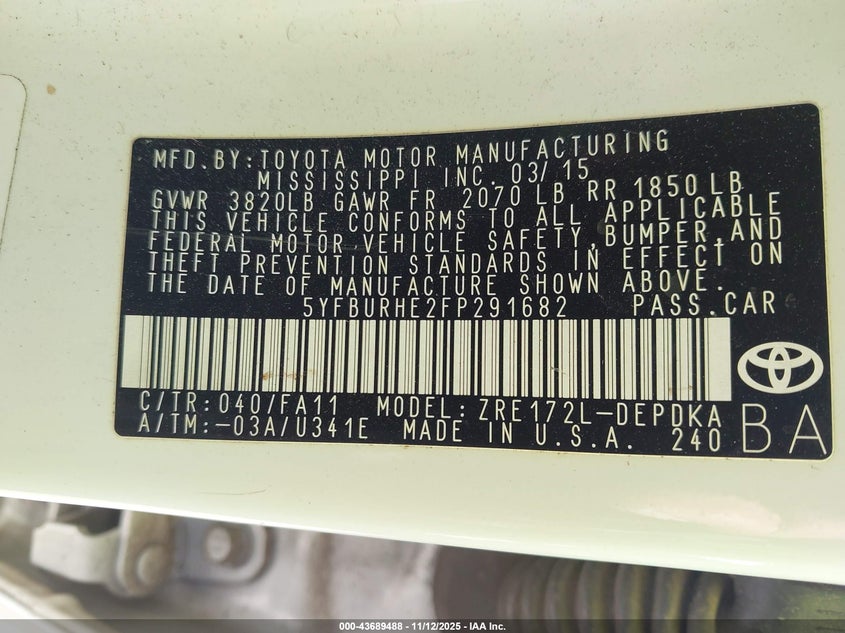 MFD.BY:TOYOTA MOTOR MANUFACTURING
MISSISSIPPI INC. 03/15
GVWR 3820LB GAWR FR 2070 LB RR 1850LB
THIS VEHICLE CONFORMS TO ALL APPLICABLE
FEDERAL MOTOR VEHICLE SAFETY,BUMPER,AND
THEFT PREVENTION STANDARDS IN EFFECT ON
THE DATE OF MANUFACTURE SHOWN ABOVE.
5YFBURHE2FP291682 PASS.CAR
C/TR:040/FA11 MODEL:ZRE172L-DEPDKA
A/TM:-03A/U341E MADE IN U.S.A. 240
BA
000-43689488 - 11/12/2025 - IAA Inc.